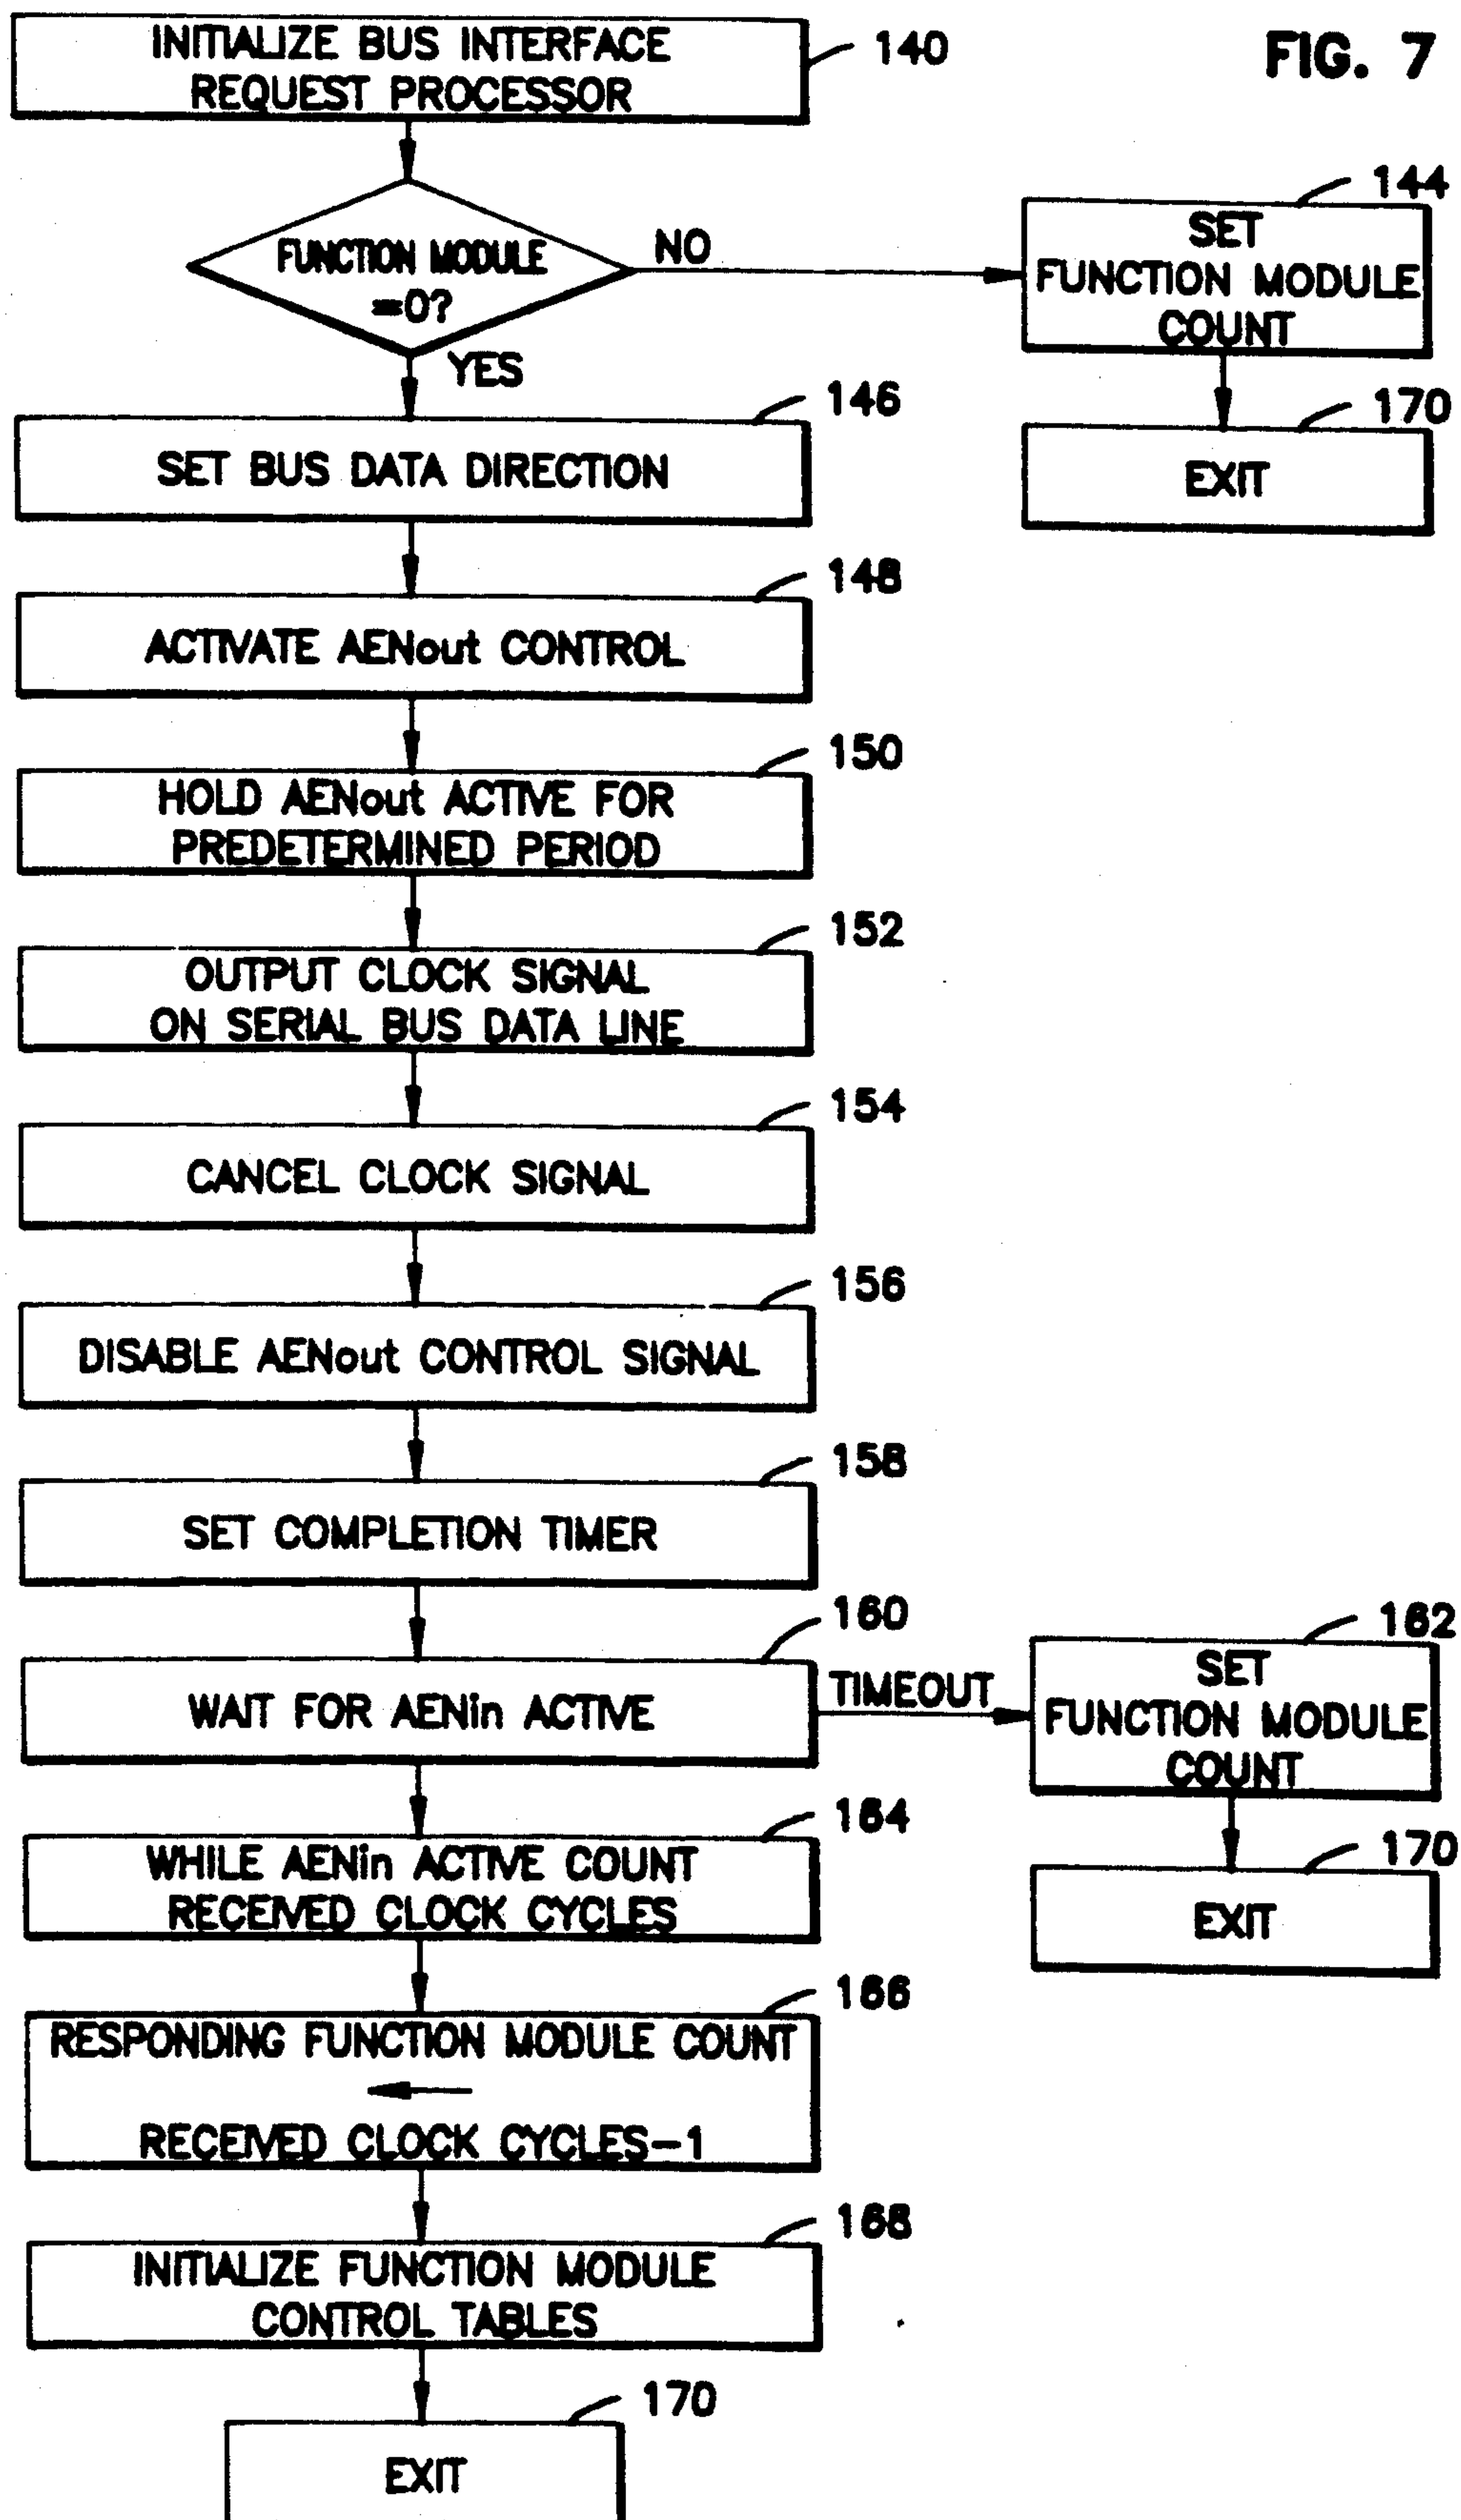 FIG. 7
INITIALIZE BUS INTERFACE
REQUEST PROCESSOR
140
FUNCTION MODULE
=0?
NO
YES
144
SET
FUNCTION MODULE
COUNT
170
EXIT
146
SET BUS DATA DIRECTION
148
ACTIVATE AENout CONTROL
150
HOLD AENout ACTIVE FOR
PREDETERMINED PERIOD
152
OUTPUT CLOCK SIGNAL
ON SERIAL BUS DATA LINE
154
CANCEL CLOCK SIGNAL
156
DISABLE AENout CONTROL SIGNAL
158
SET COMPLETION TIMER
160
WAIT FOR AENin ACTIVE
TIMEOUT
162
SET
FUNCTION MODULE
COUNT
170
EXIT
164
WHILE AENin ACTIVE COUNT
RECEIVED CLOCK CYCLES
166
RESPONDING FUNCTION MODULE COUNT
←
RECEIVED CLOCK CYCLES-1
168
INITIALIZE FUNCTION MODULE
CONTROL TABLES
170
EXIT